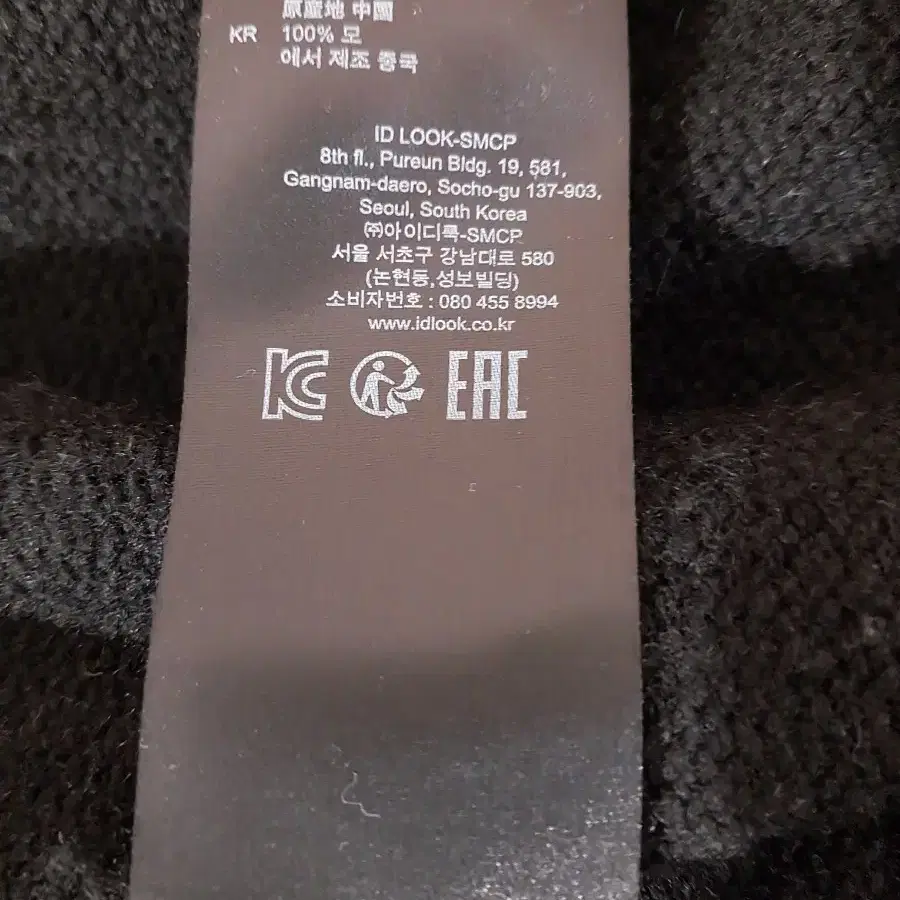 原産地 中國
KR 100% 모
에서 제조 중국
ID LOOK-SMCP
8th fl., Pureun Bldg. 19, 581,
Gangnam-daero, Socho-gu 137-903,
Seoul, South Korea
㈜아이디룩-SMCP
서울 서초구 강남대로 580
(논현동,성보빌딩)
소비자번호 : 080 455 8994
www.idlook.co.kr
KC EAC